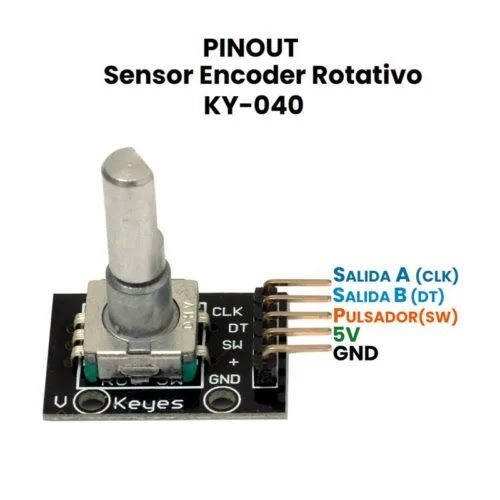 PINOUT
Sensor Encoder Rotativo
KY-040
SALIDA A (CLK)
SALIDA B (DT)
PULSADOR(SW)
5V
GND
CLK
DT
SW
+
GND
SW
V Keyes